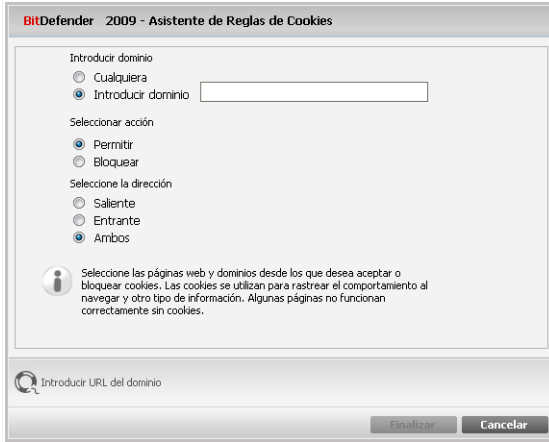 BitDefender 2009 - Asistente de Reglas de Cookies
Introducir dominio
Cualquiera
Introducir dominio
Seleccionar acción
Permitir
Bloquear
Seleccione la dirección
Saliente
Entrante
Ambos
Seleccione las páginas web y dominios desde los que desea aceptar o
bloquear cookies. Las cookies se utilizan para rastrear el comportamiento al
navegar y otro tipo de información. Algunas páginas no funcionan
correctamente sin cookies.
Introducir URL del dominio
Finalizar Cancelar